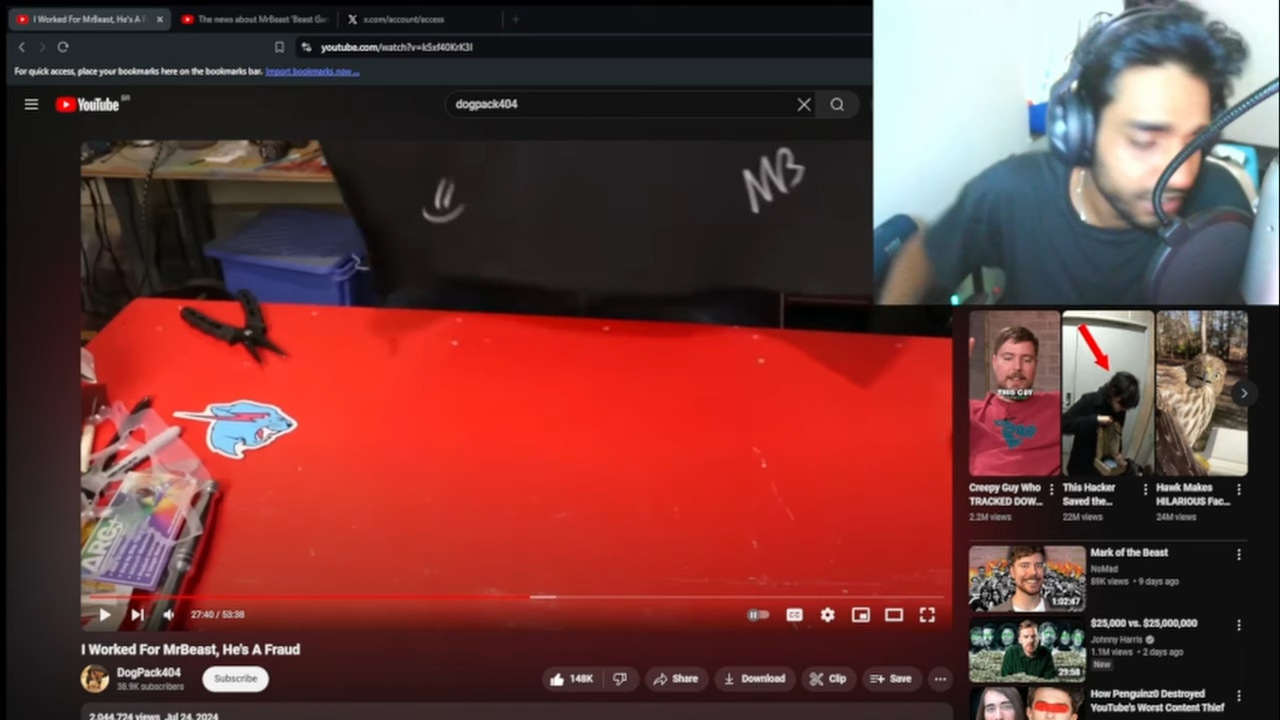 I Worked For MrBeast, He's A F
The news about MrBeast 'Beast Ga
x.com/account/access
youtube.com/watch?v=k5xf40KrK3I
For quick access, place your bookmarks here on the bookmarks bar. Import bookmarks now...
YouTube BR
dogpack404
MB
ARGS
THIS GUY
Creepy Guy Who
TRACKED DOW...
2.2M views
This Hacker
Saved the...
22M views
Hawk Makes
HILARIOUS Fac...
24M views
27:40 / 53:38
CC
I Worked For MrBeast, He's A Fraud
DogPack404
38.9K subscribers
Subscribe
148K
Share
Download
Clip
Save
2,044,724 views Jul 24, 2024
1:02:47
Mark of the Beast
NoMad
89K views • 9 days ago
29:58
$25,000 vs. $25,000,000
Johnny Harris
1.1M views • 2 days ago
New
How Penguinz0 Destroyed
YouTube's Worst Content Thief